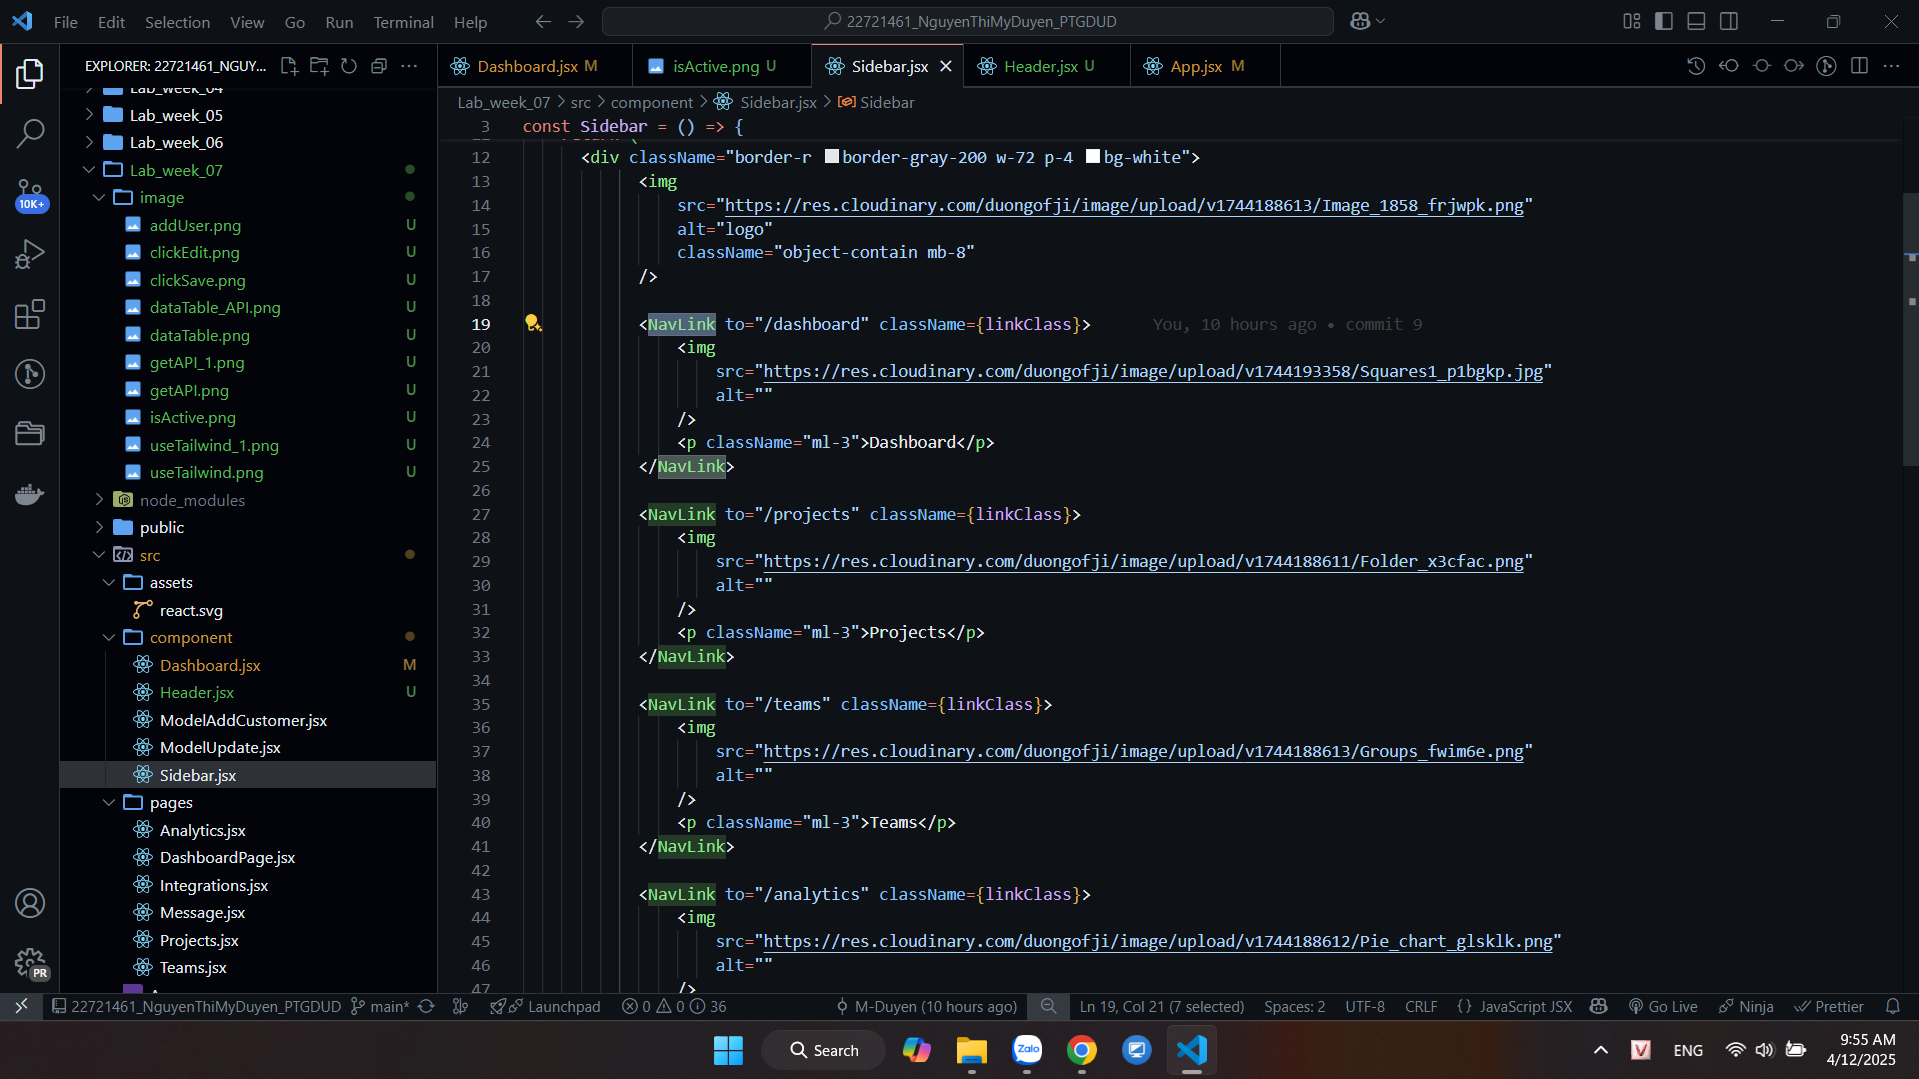 File Edit Selection View Go Run Terminal Help
22721461_NguyenThiMyDuyen_PTGDUD
EXPLORER: 22721461_NGUY...
Dashboard.jsx M
isActive.png U
Sidebar.jsx
Header.jsx U
App.jsx M
Lab_week_07 > src > component > Sidebar.jsx > Sidebar
Lab_week_04
Lab_week_05
Lab_week_06
Lab_week_07
image
addUser.png U
clickEdit.png U
clickSave.png U
dataTable_API.png U
dataTable.png U
getAPI_1.png U
getAPI.png U
isActive.png U
useTailwind_1.png U
useTailwind.png U
node_modules
public
src
assets
react.svg
component
Dashboard.jsx M
Header.jsx U
ModelAddCustomer.jsx
ModelUpdate.jsx
Sidebar.jsx
pages
Analytics.jsx
DashboardPage.jsx
Integrations.jsx
Message.jsx
Projects.jsx
Teams.jsx
10K+
PR
3 const Sidebar = () => {
12 <div className="border-r border-gray-200 w-72 p-4 bg-white">
13 <img
14 src="https://res.cloudinary.com/duongofji/image/upload/v1744188613/Image_1858_frjwpk.png"
15 alt="logo"
16 className="object-contain mb-8"
17 />
18
19 <NavLink to="/dashboard" className={linkClass}> You, 10 hours ago • commit 9
20 <img
21 src="https://res.cloudinary.com/duongofji/image/upload/v1744193358/Squares1_p1bgkp.jpg"
22 alt=""
23 />
24 <p className="ml-3">Dashboard</p>
25 </NavLink>
26
27 <NavLink to="/projects" className={linkClass}>
28 <img
29 src="https://res.cloudinary.com/duongofji/image/upload/v1744188611/Folder_x3cfac.png"
30 alt=""
31 />
32 <p className="ml-3">Projects</p>
33 </NavLink>
34
35 <NavLink to="/teams" className={linkClass}>
36 <img
37 src="https://res.cloudinary.com/duongofji/image/upload/v1744188613/Groups_fwim6e.png"
38 alt=""
39 />
40 <p className="ml-3">Teams</p>
41 </NavLink>
42
43 <NavLink to="/analytics" className={linkClass}>
44 <img
45 src="https://res.cloudinary.com/duongofji/image/upload/v1744188612/Pie_chart_glsklk.png"
46 alt=""
47 />
22721461_NguyenThiMyDuyen_PTGDUD main* Launchpad 0 0 36 M-Duyen (10 hours ago) Ln 19, Col 21 (7 selected) Spaces: 2 UTF-8 CRLF {} JavaScript JSX Go Live Ninja Prettier
Search
Zalo
V
ENG
9:55 AM
4/12/2025